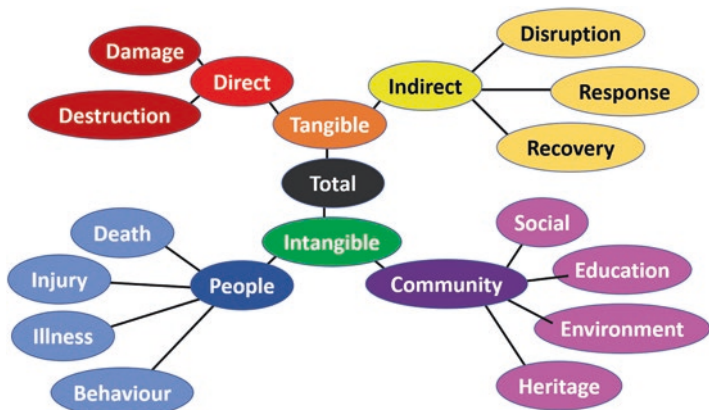 Damage
Disruption
Direct
Indirect
Destruction
Response
Tangible
Recovery
Total
Death
Social
Intangible
Injury
Education
People
Community
Illness
Environment
Behaviour
Heritage